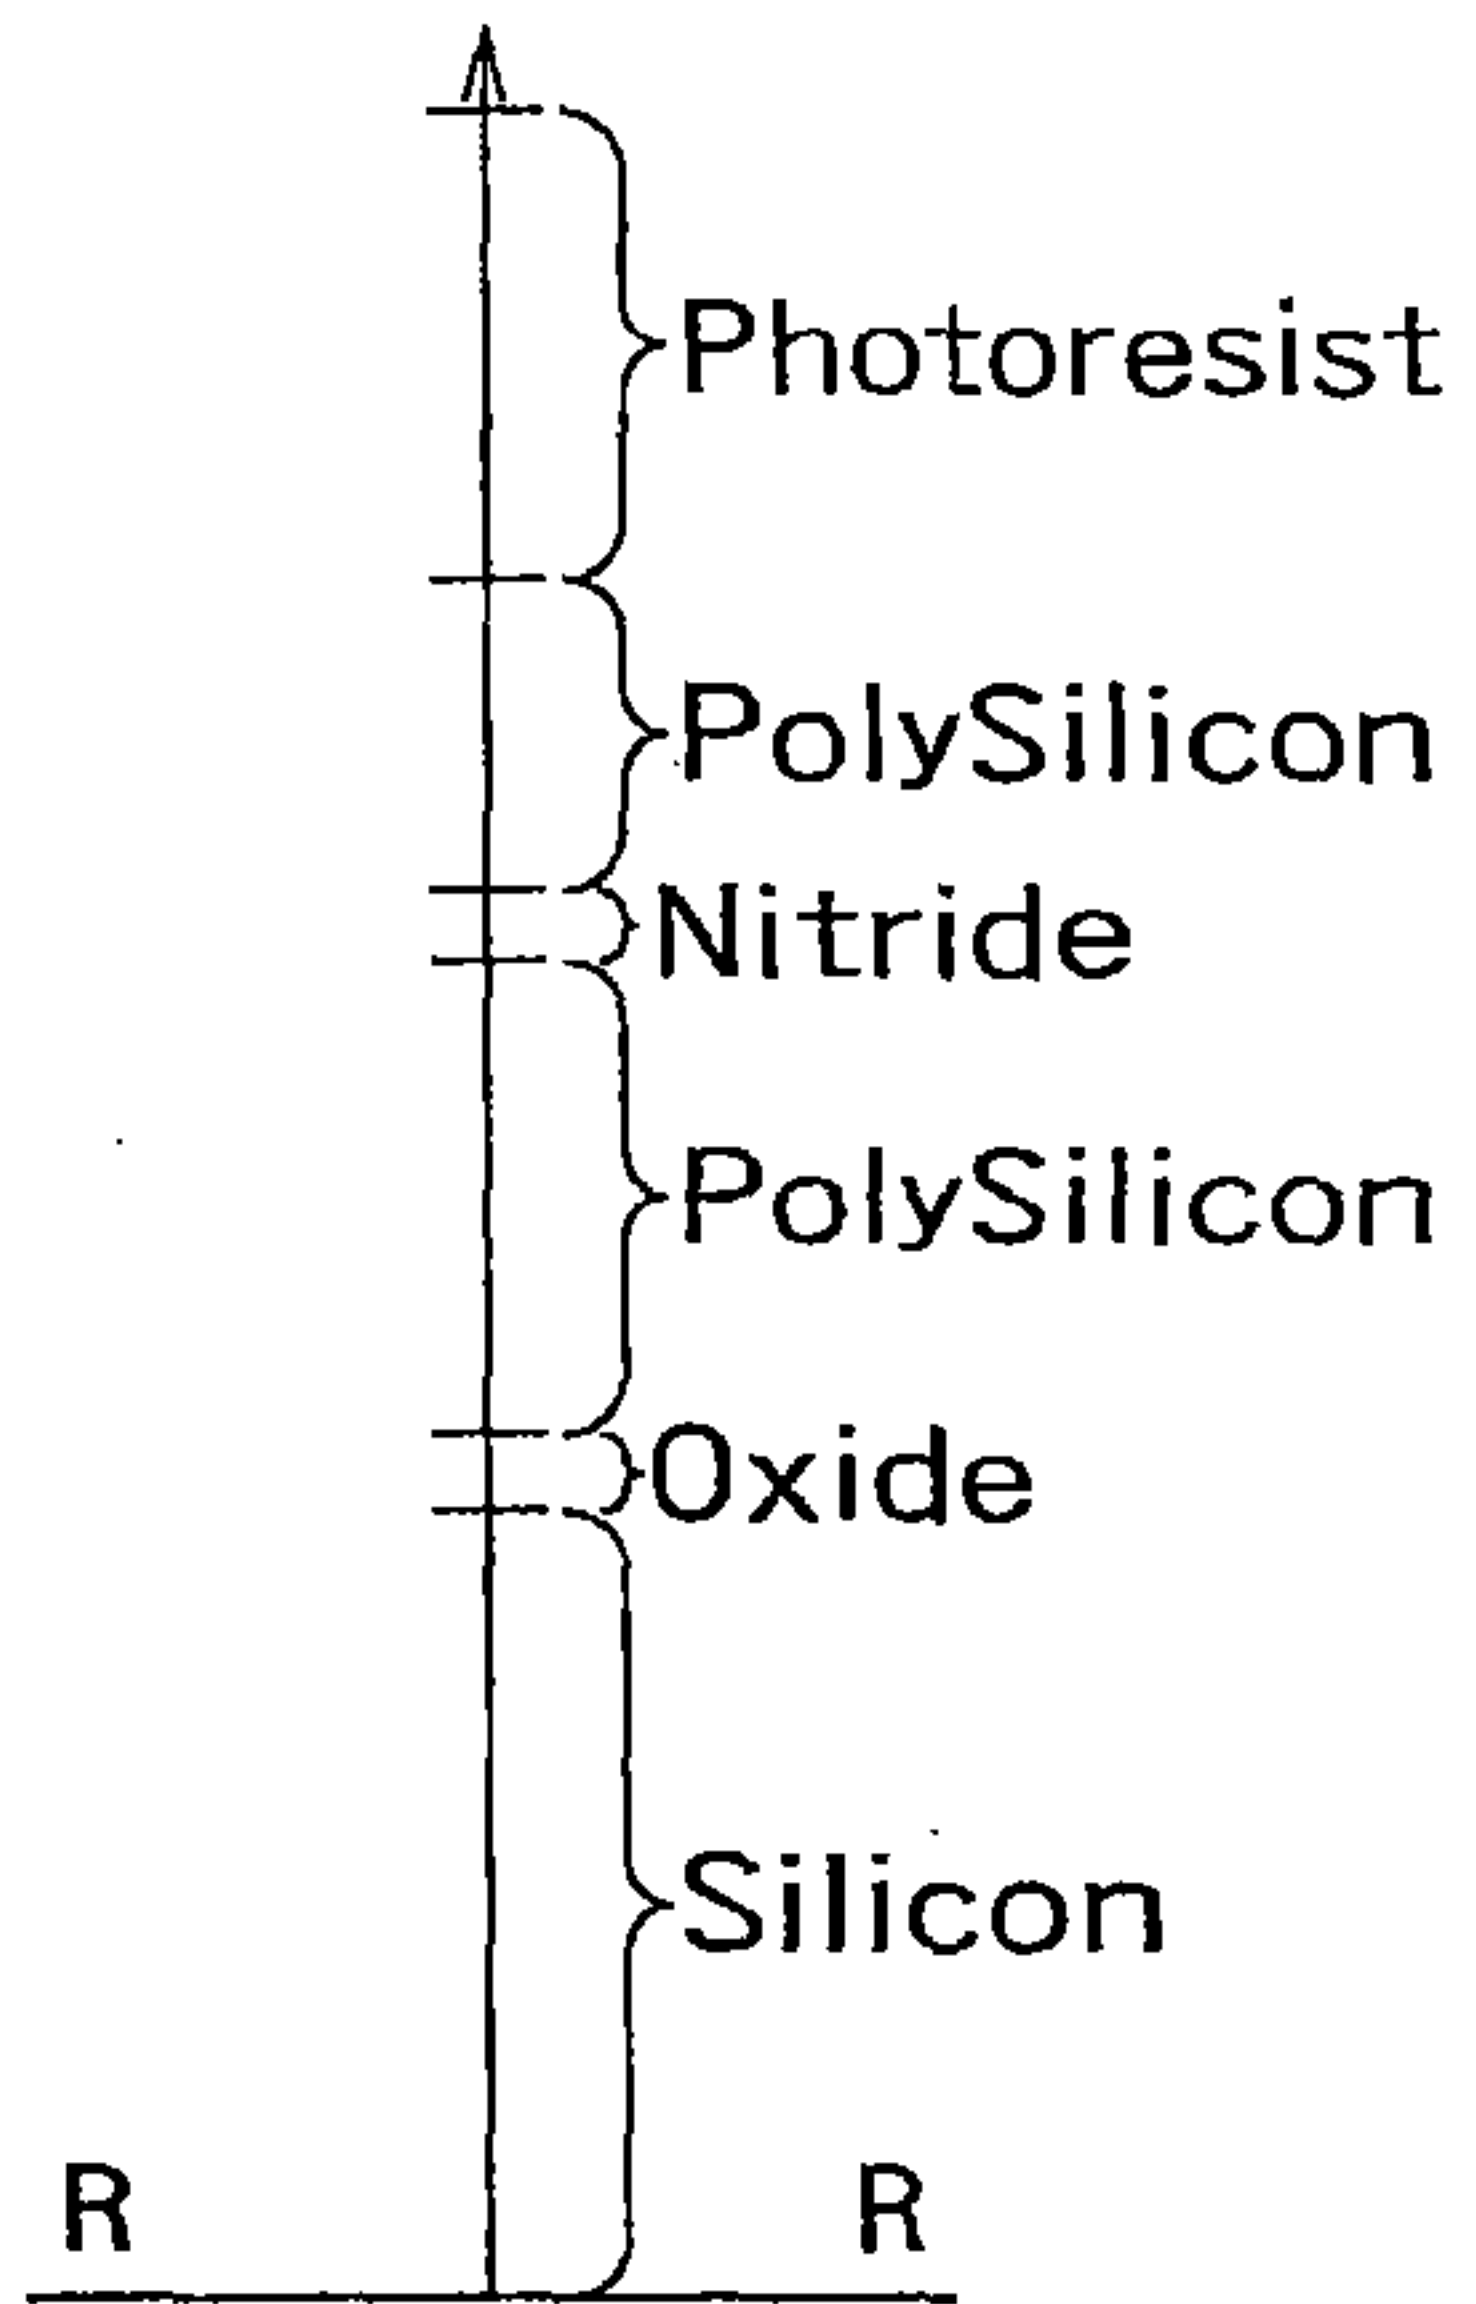 Photoresist
PolySilicon
Nitride
PolySilicon
Oxide
Silicon
R R